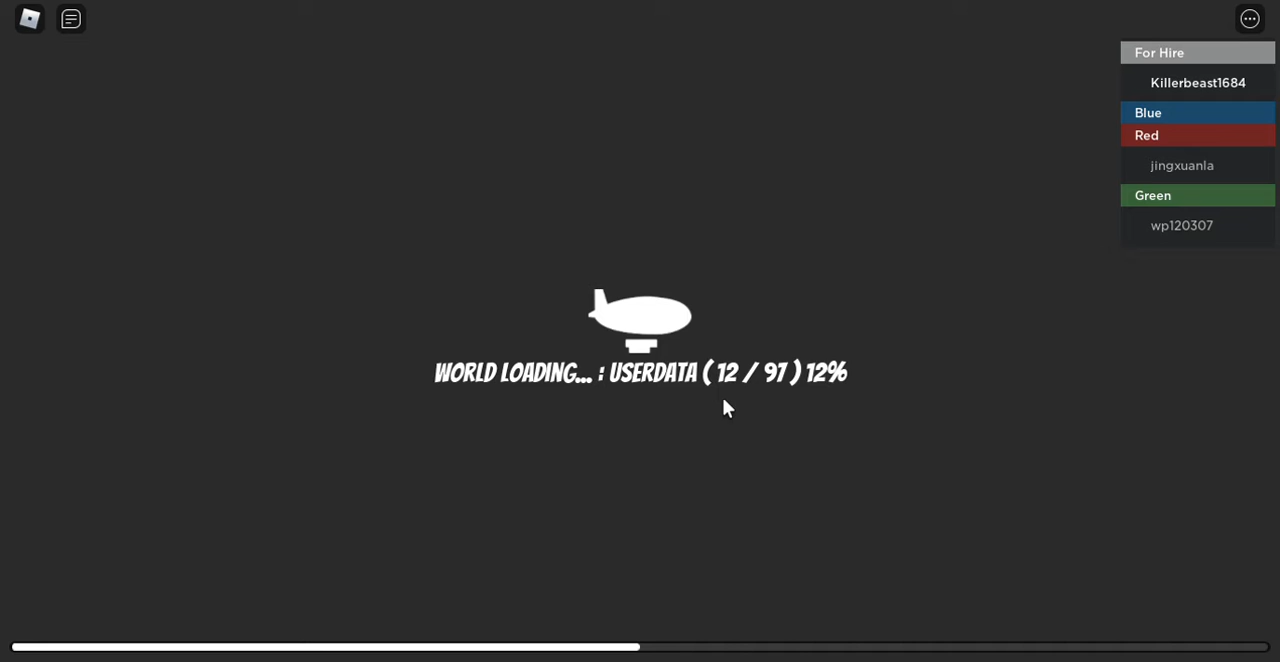 For Hire
Killerbeast1684
Blue
Red
jingxuanla
Green
wp120307
WORLD LOADING... : USERDATA ( 12 / 97 ) 12%